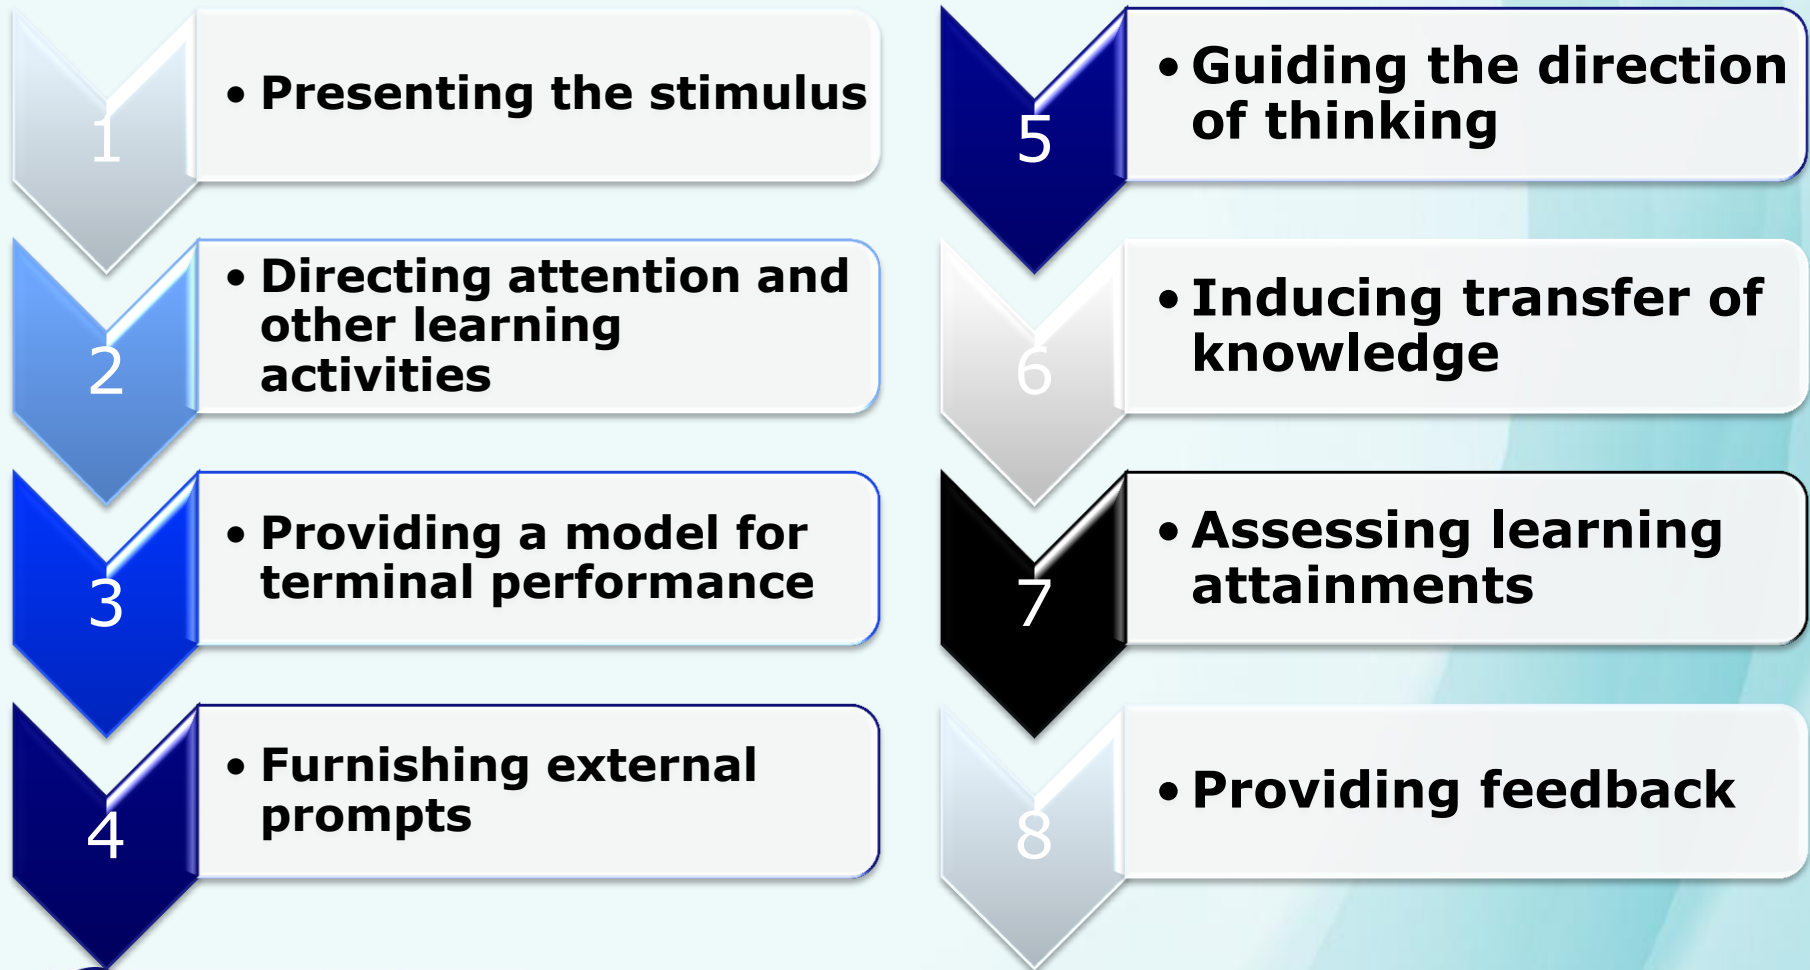 1
• Presenting the stimulus
2
• Directing attention and
other learning
activities
3
• Providing a model for
terminal performance
4
• Furnishing external
prompts
5
• Guiding the direction
of thinking
6
• Inducing transfer of
knowledge
7
• Assessing learning
attainments
8
• Providing feedback